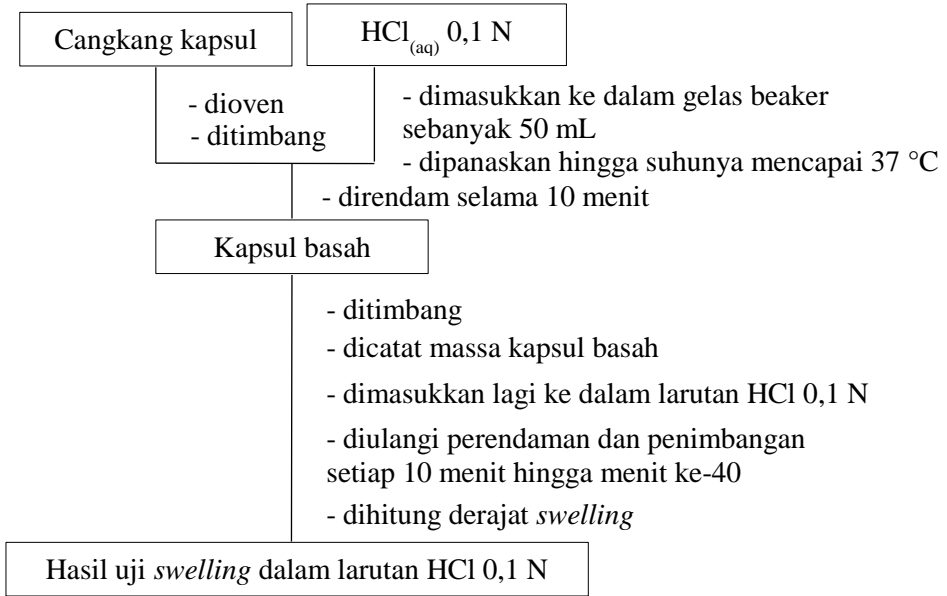 Cangkang kapsul
HCl(aq) 0,1 N
- dioven
- ditimbang
- dimasukkan ke dalam gelas beaker
sebanyak 50 mL
- dipanaskan hingga suhunya mencapai 37 °C
- direndam selama 10 menit
Kapsul basah
- ditimbang
- dicatat massa kapsul basah
- dimasukkan lagi ke dalam larutan HCl 0,1 N
- diulangi perendaman dan penimbangan
setiap 10 menit hingga menit ke-40
- dihitung derajat swelling
Hasil uji swelling dalam larutan HCl 0,1 N